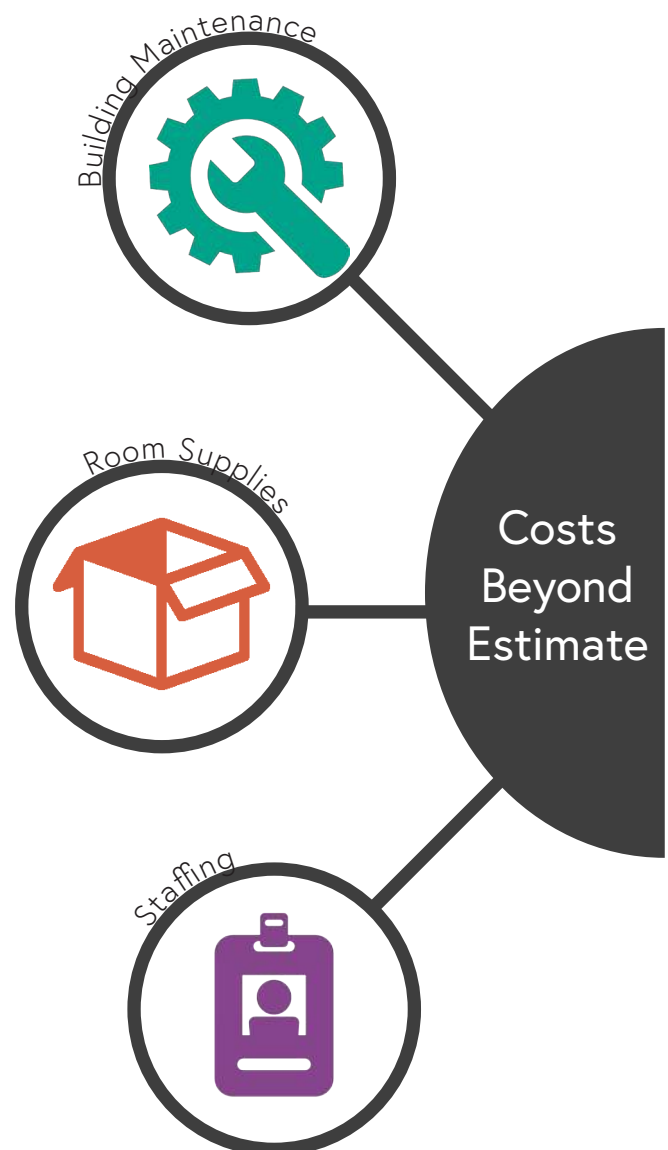 Building Maintenance
Room Supplies
Costs
Beyond
Estimate
Staffing